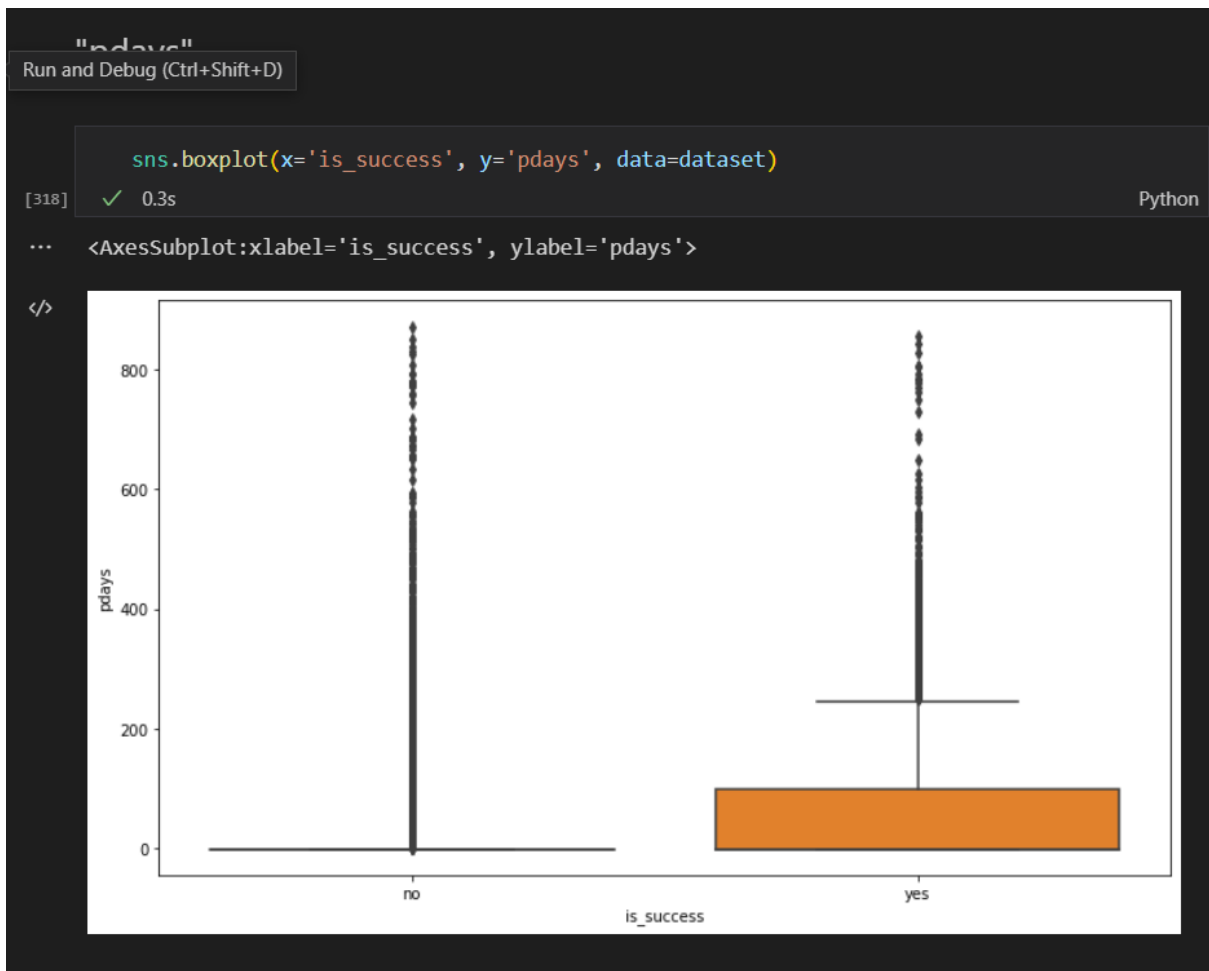 "pdays"
Run and Debug (Ctrl+Shift+D)
sns.boxplot(x='is_success', y='pdays', data=dataset)
[318]
0.3s
Python
<AxesSubplot:xlabel='is_success', ylabel='pdays'>
800
600
400
200
0
pdays
no
yes
is_success